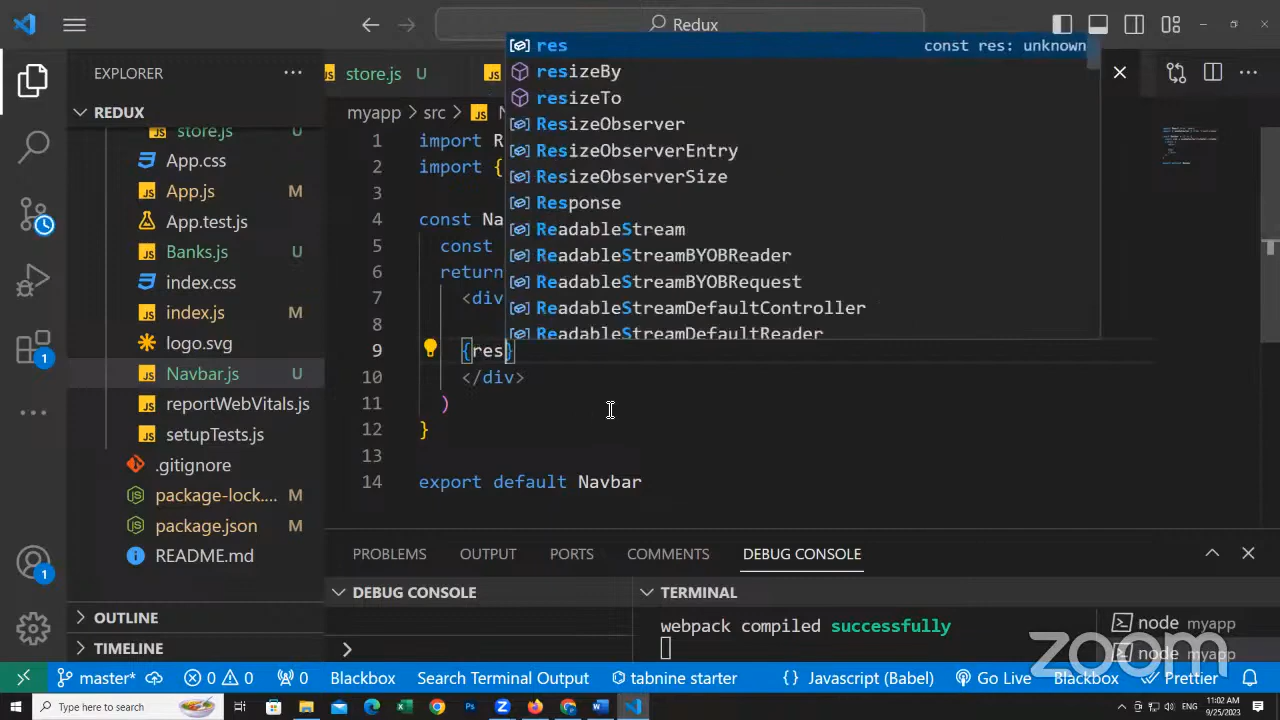 Redux
EXPLORER
REDUX
store.js U
App.css
App.js M
App.test.js
Banks.js U
index.css
index.js M
logo.svg
Navbar.js U
reportWebVitals.js
setupTests.js
.gitignore
package-lock.... M
package.json M
README.md
OUTLINE
TIMELINE
1
1
store.js U
myapp > src >
res const res: unknown
resizeBy
resizeTo
ResizeObserver
ResizeObserverEntry
ResizeObserverSize
Response
ReadableStream
ReadableStreamBYOBReader
ReadableStreamBYOBRequest
ReadableStreamDefaultController
ReadableStreamDefaultReader
1 import R
2 import {
3
4 const Na
5 const
6 return
7 <div
8
9 {res}
10 </div>
11 )
12 }
13
14 export default Navbar
PROBLEMS OUTPUT PORTS COMMENTS DEBUG CONSOLE
DEBUG CONSOLE
TERMINAL
webpack compiled successfully
node myapp
node myapp
zoom
master* 0 0 0 Blackbox Search Terminal Output tabnine starter {} Javascript (Babel) Go Live Blackbox Prettier
Type here to search
11:02 AM
9/25/2023